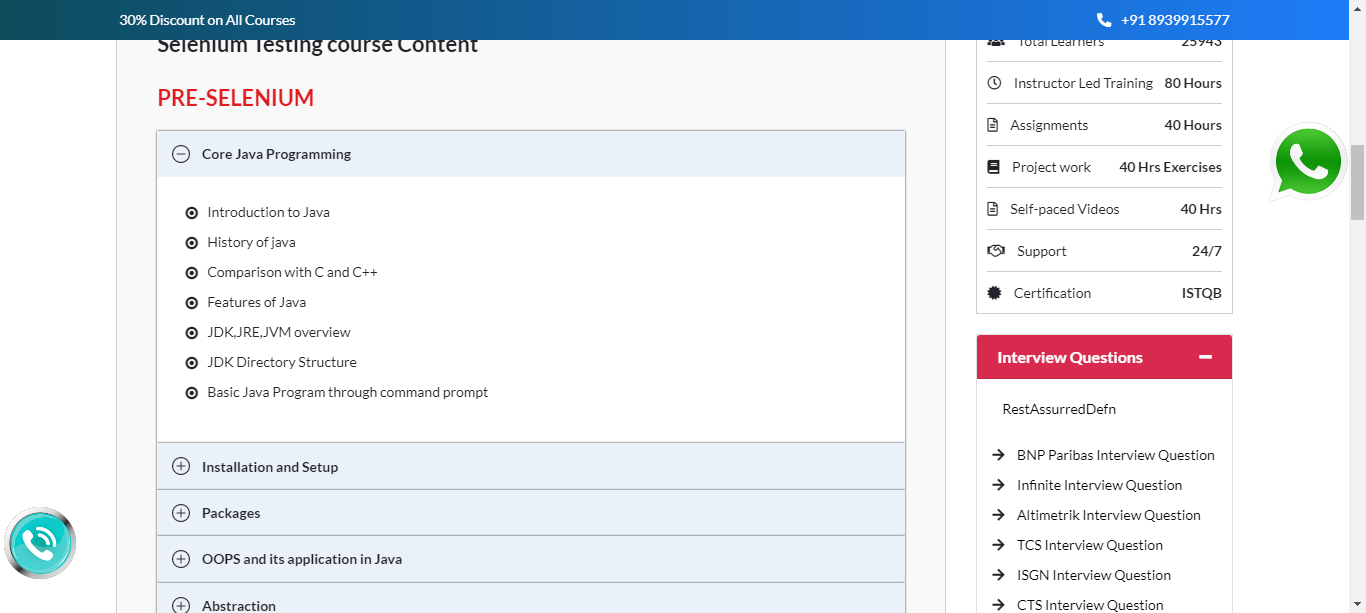 30% Discount on All Courses
+91 8939915577
Selenium Testing course Content
PRE-SELENIUM
Core Java Programming
Introduction to Java
History of java
Comparison with C and C++
Features of Java
JDK,JRE,JVM overview
JDK Directory Structure
Basic Java Program through command prompt
Installation and Setup
Packages
OOPS and its application in Java
Abstraction
Total Learners 25943
Instructor Led Training 80 Hours
Assignments 40 Hours
Project work 40 Hrs Exercises
Self-paced Videos 40 Hrs
Support 24/7
Certification ISTQB
Interview Questions
RestAssurredDefn
BNP Paribas Interview Question
Infinite Interview Question
Altimetrik Interview Question
TCS Interview Question
ISGN Interview Question
CTS Interview Question